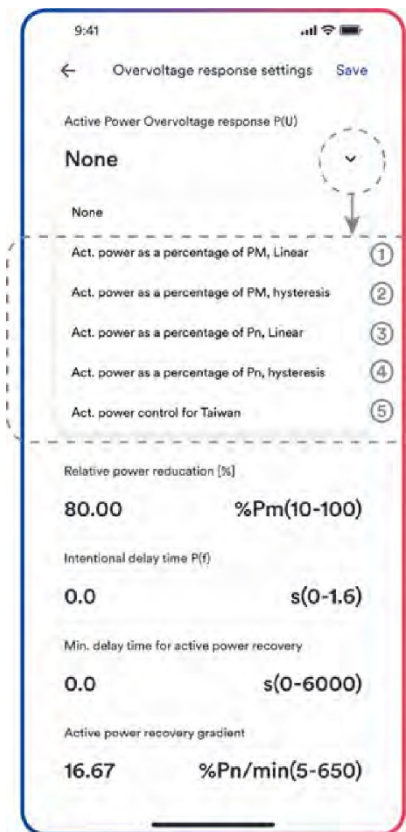 9:41
Overvoltage response settings Save
Active Power Overvoltage response P(U)
None
None
Act. power as a percentage of PM, Linear 1
Act. power as a percentage of PM, hysteresis 2
Act. power as a percentage of Pn, Linear 3
Act. power as a percentage of Pn, hysteresis 4
Act. power control for Taiwan 5
Relative power reducation [%]
80.00 %Pm(10-100)
Intentional delay time P(f)
0.0 s(0-1.6)
Min. delay time for active power recovery
0.0 s(0-6000)
Active power recovery gradient
16.67 %Pn/min(5-650)